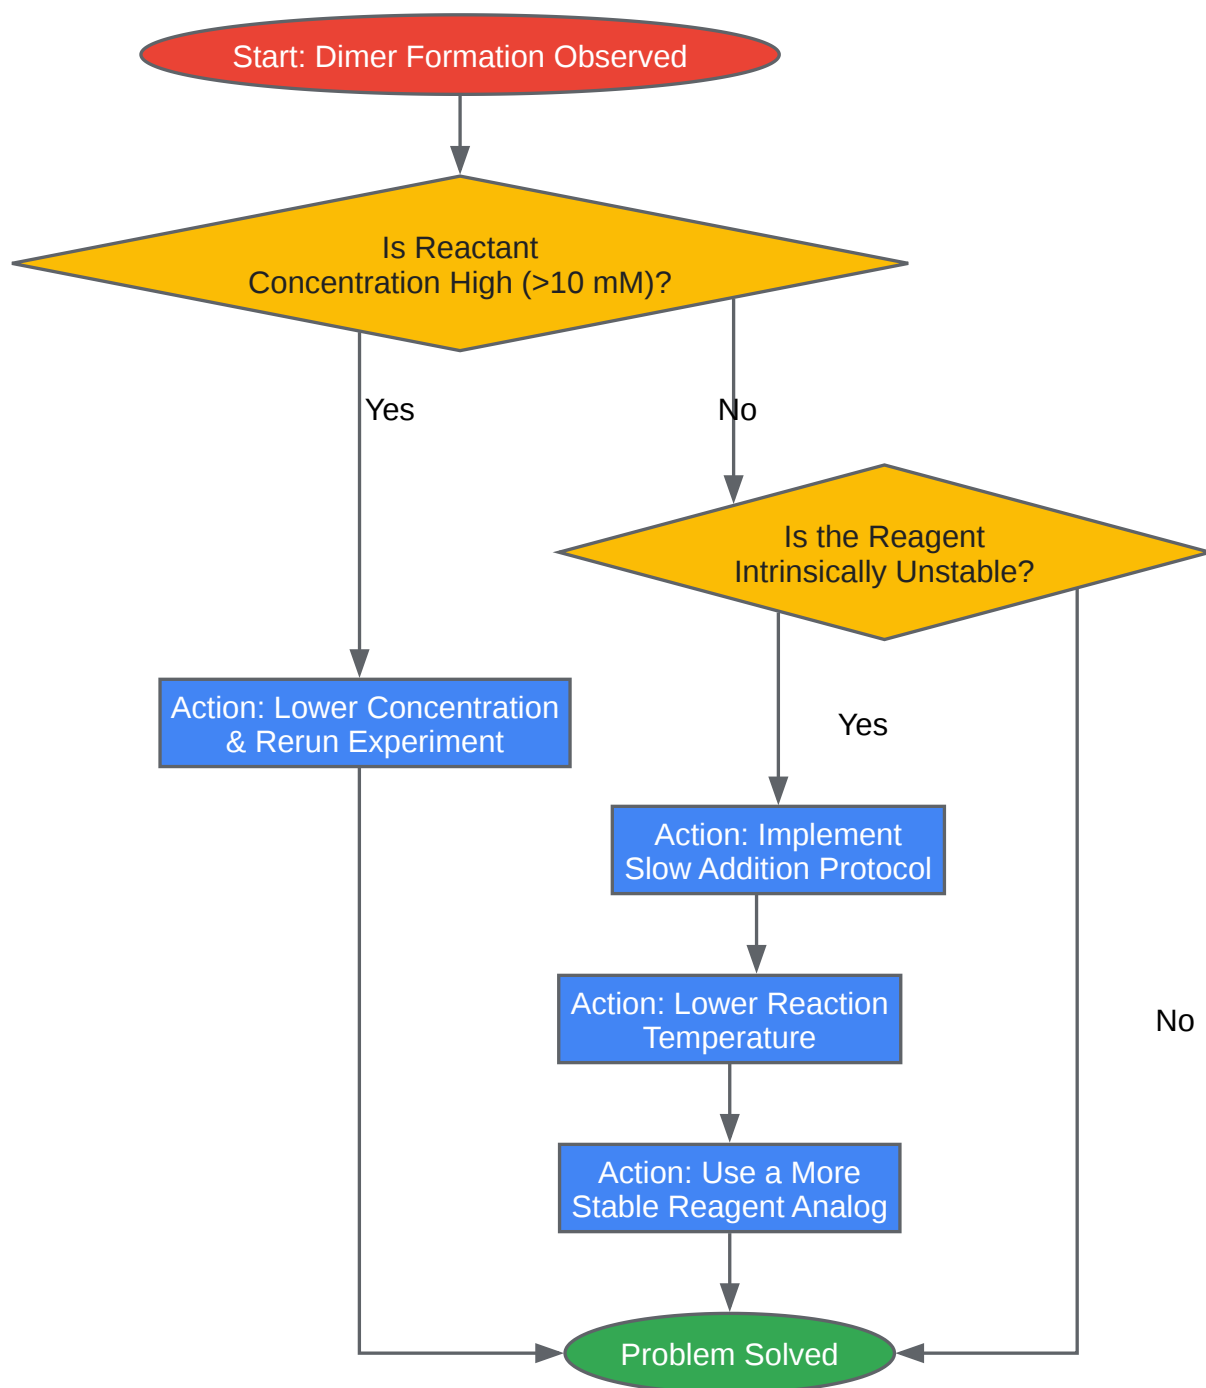 Start: Dimer Formation Observed
Is Reactant
Concentration High (>10 mM)?
Yes
No
Is the Reagent
Intrinsically Unstable?
Action: Lower Concentration
& Rerun Experiment
Yes
Action: Implement
Slow Addition Protocol
Action: Lower Reaction
Temperature
No
Action: Use a More
Stable Reagent Analog
Problem Solved